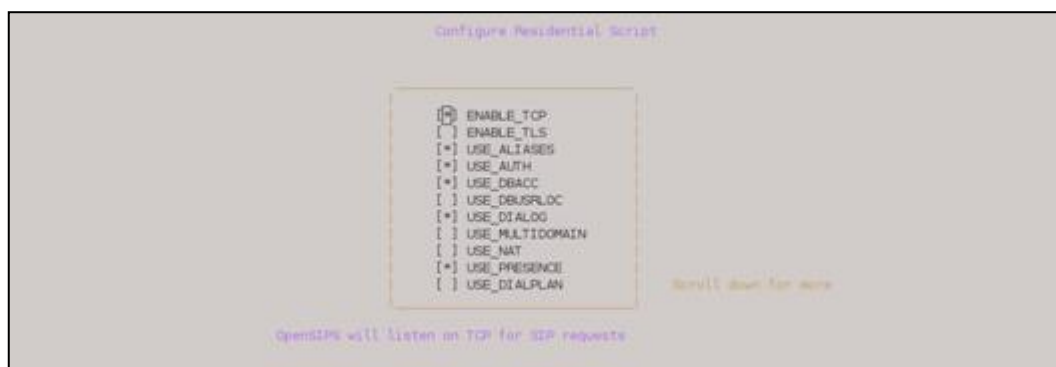 Configure Residential Script
[*] ENABLE_TCP
[ ] ENABLE_TLS
[*] USE_ALIASES
[*] USE_AUTH
[*] USE_DBACC
[ ] USE_DBUSRLOC
[*] USE_DIALOG
[ ] USE_MULTIDOMAIN
[ ] USE_NAT
[*] USE_PRESENCE
[ ] USE_DIALPLAN
Scroll down for more
OpenSIPS will listen on TCP for SIP requests